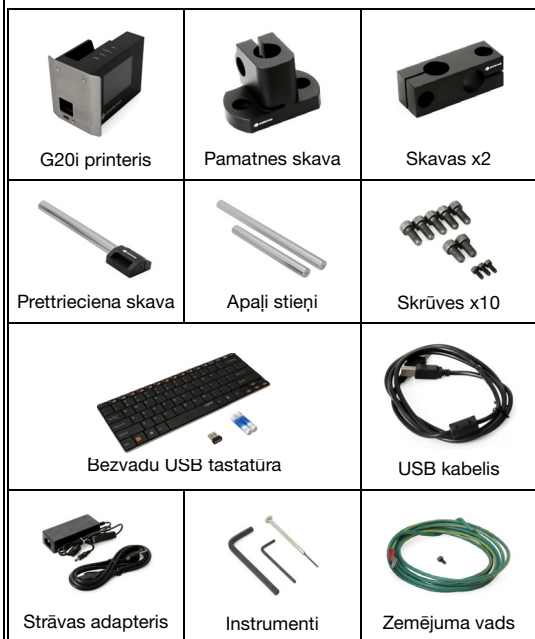 G20i printeris
Pamatnes skava
Skavas x2
Prettrieciena skava
Apaļi stieņi
Skrūves x10
Bezvadu USB tastatūra
USB kabelis
Strāvas adapteris
Instrumenti
Zemējuma vads